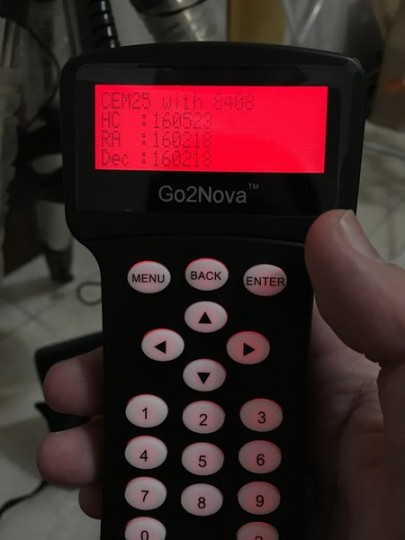 CEM25 with 8408
HC :160523
RA :160218
Dec :160218
Go2Nova™
MENU BACK ENTER
▲
◀ ▶
▼
1 2 3
4 5 6
7 8 9
0 ?